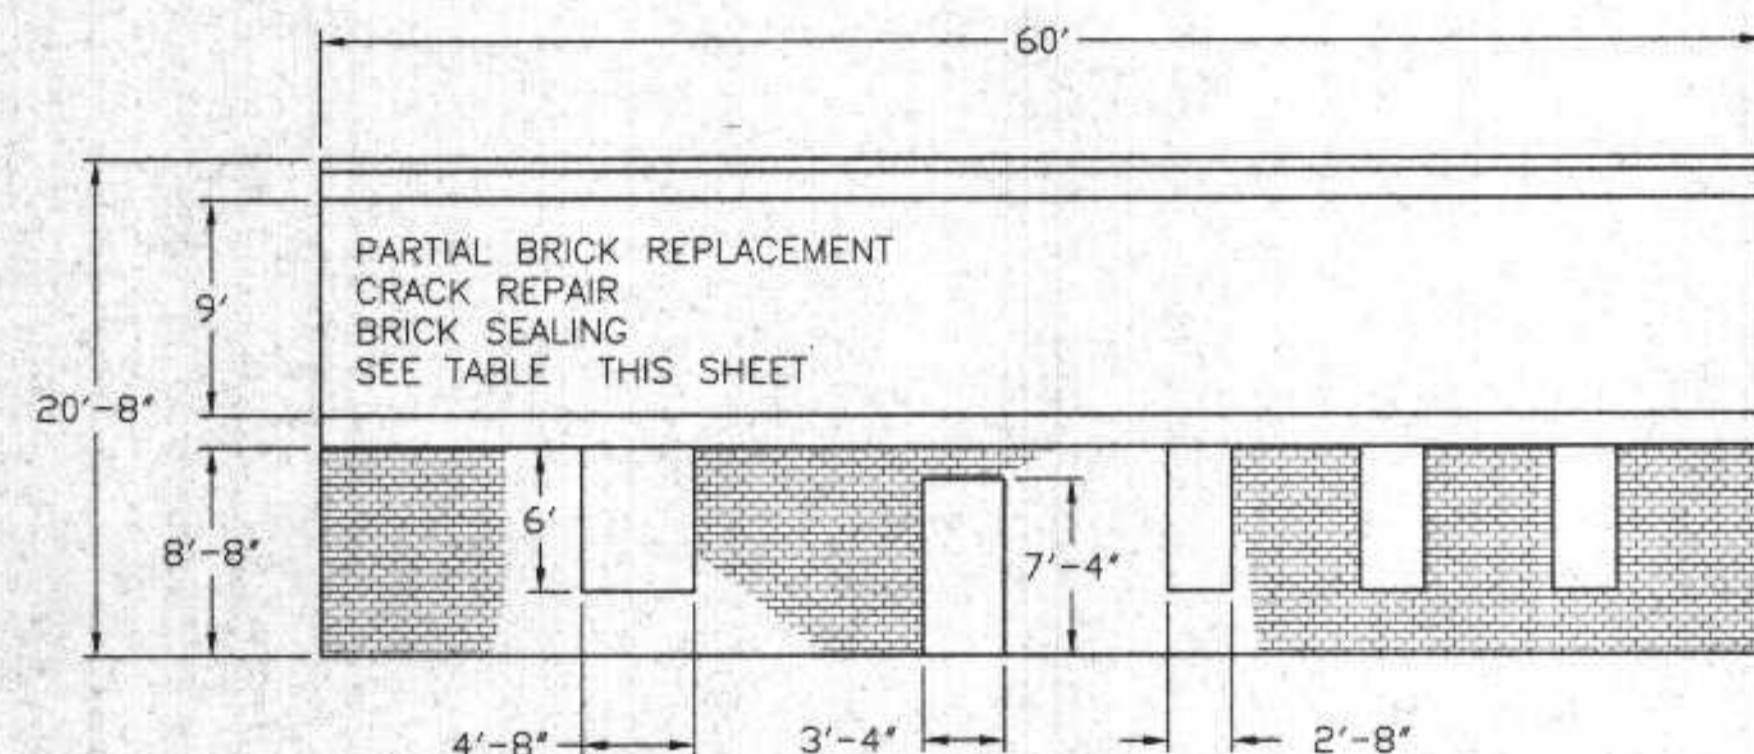 60'
PARTIAL BRICK REPLACEMENT
CRACK REPAIR
BRICK SEALING
SEE TABLE THIS SHEET
9'
20'-8"
6'
8'-8"
7'-4"
4'-8"
3'-4"
2'-8"